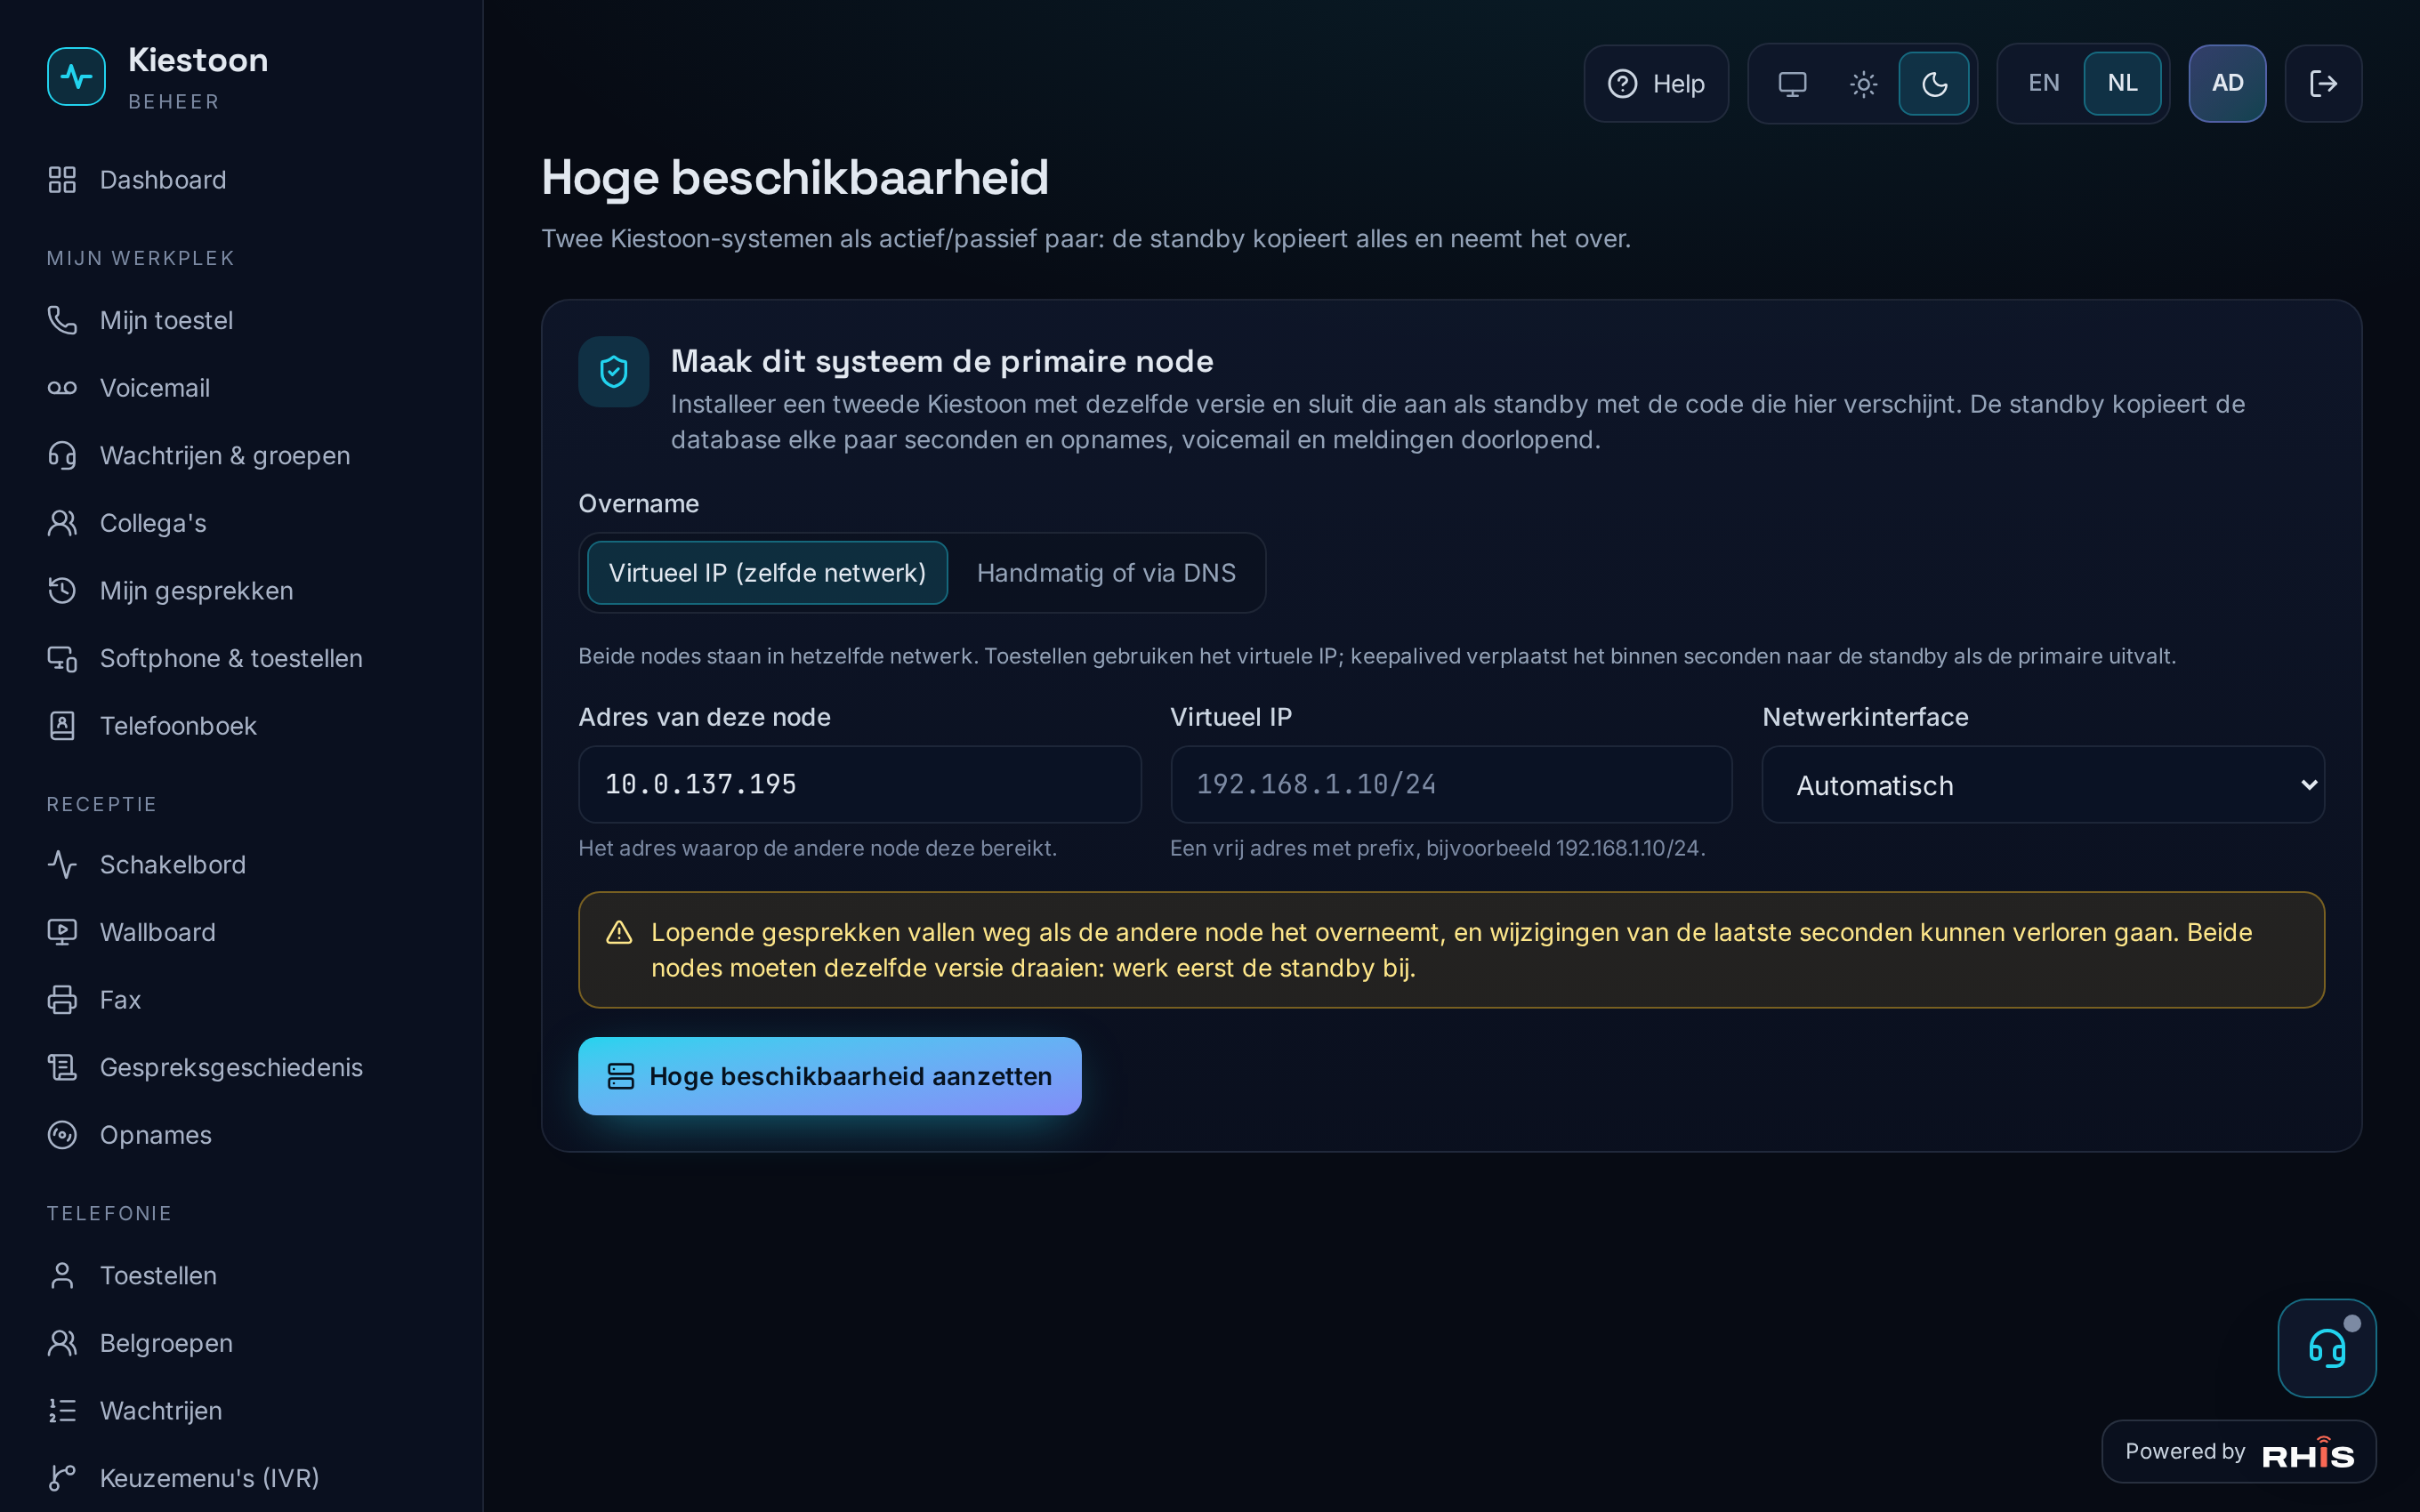 Kiestoon
BEHEER
Dashboard
MIJN WERKPLEK
Mijn toestel
Voicemail
Wachtrijen & groepen
Collega's
Mijn gesprekken
Softphone & toestellen
Telefoonboek
RECEPTIE
Schakelbord
Wallboard
Fax
Gespreksgeschiedenis
Opnames
TELEFONIE
Toestellen
Belgroepen
Wachtrijen
Keuzemenu's (IVR)
Help
EN
NL
AD
Hoge beschikbaarheid
Twee Kiestoon-systemen als actief/passief paar: de standby kopieert alles en neemt het over.
Maak dit systeem de primaire node
Installeer een tweede Kiestoon met dezelfde versie en sluit die aan als standby met de code die hier verschijnt. De standby kopieert de
database elke paar seconden en opnames, voicemail en meldingen doorlopend.
Overname
Virtueel IP (zelfde netwerk)
Handmatig of via DNS
Beide nodes staan in hetzelfde netwerk. Toestellen gebruiken het virtuele IP; keepalived verplaatst het binnen seconden naar de standby als de primaire uitvalt.
Adres van deze node
10.0.137.195
Het adres waarop de andere node deze bereikt.
Virtueel IP
192.168.1.10/24
Een vrij adres met prefix, bijvoorbeeld 192.168.1.10/24.
Netwerkinterface
Automatisch
Lopende gesprekken vallen weg als de andere node het overneemt, en wijzigingen van de laatste seconden kunnen verloren gaan. Beide
nodes moeten dezelfde versie draaien: werk eerst de standby bij.
Hoge beschikbaarheid aanzetten
Powered by RHIS